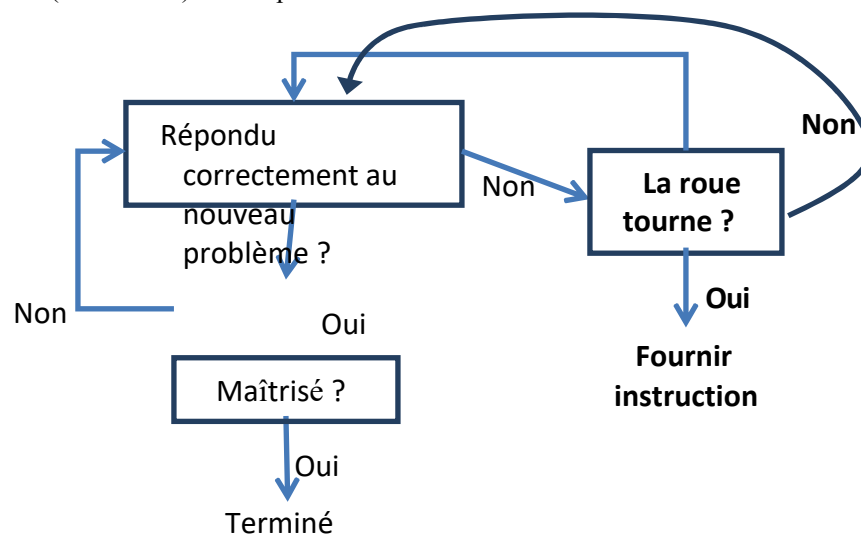 Répondu
correctement au
nouveau
problème ?
Non
La roue
tourne ?
Non
Oui
Fournir
instruction
Non
Oui
Maîtrisé ?
Oui
Terminé